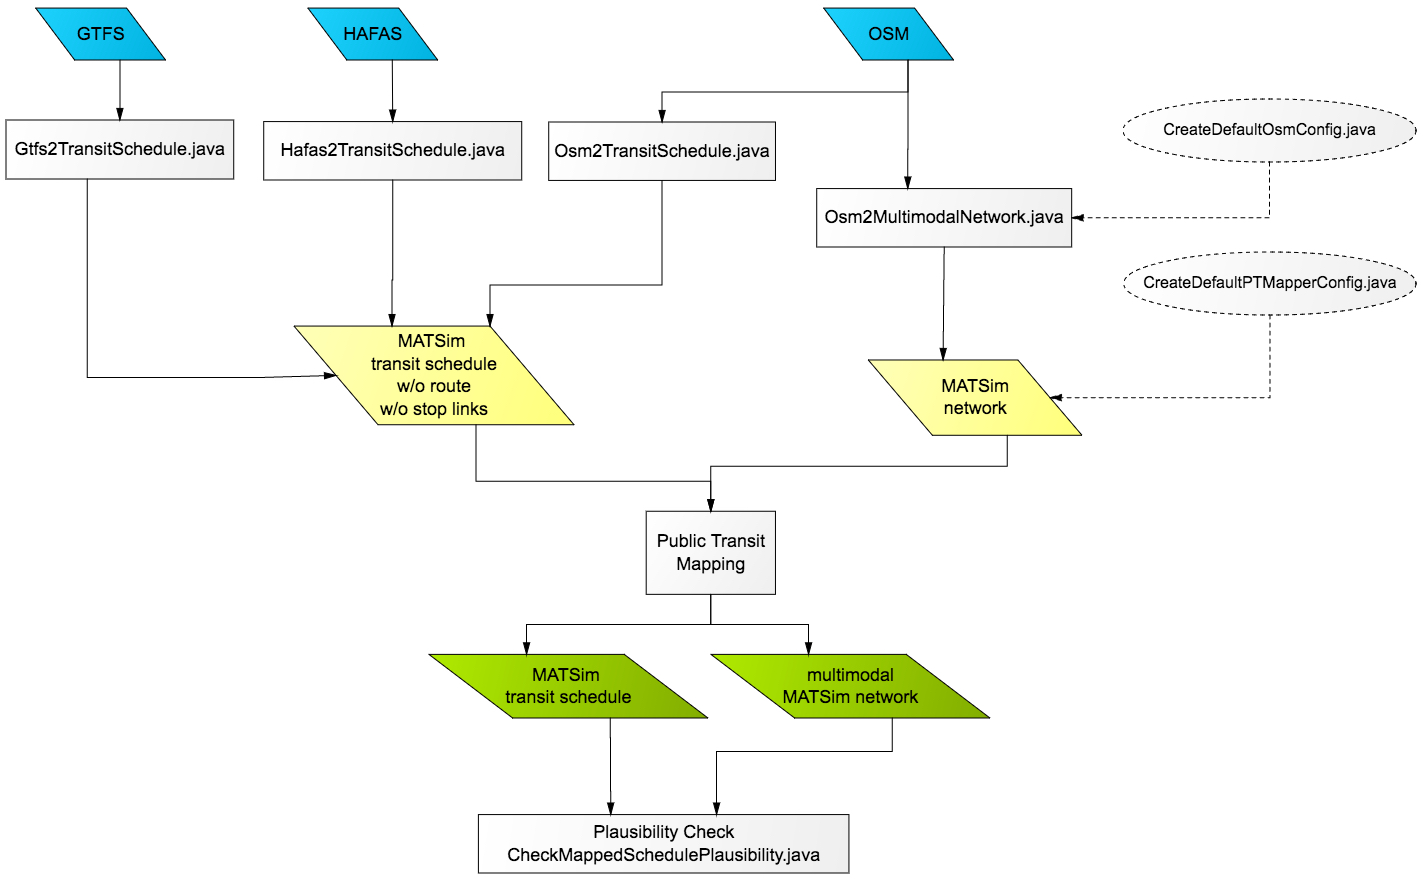 GTFS
HAFAS
OSM
CreateDefaultOsmConfig.java
Gtfs2TransitSchedule.java
Hafas2TransitSchedule.java
Osm2TransitSchedule.java
Osm2MultimodalNetwork.java
CreateDefaultPTMapperConfig.java
MATSim
transit schedule
w/o route
w/o stop links
MATSim
network
Public Transit
Mapping
MATSim
transit schedule
multimodal
MATSim network
Plausibility Check
CheckMappedSchedulePlausibility.java